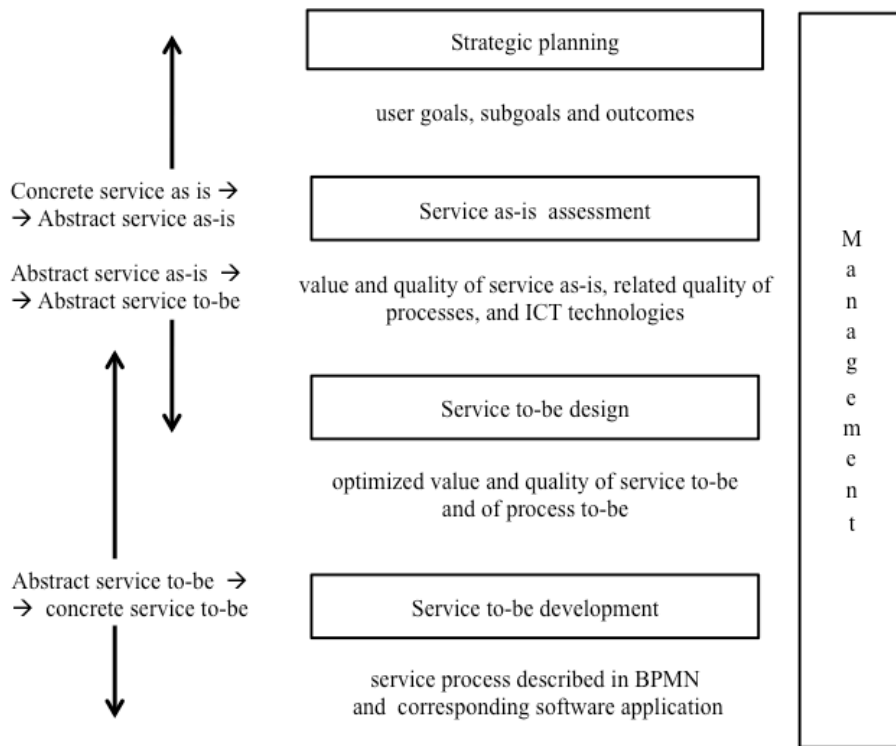 Strategic planning
user goals, subgoals and outcomes
Concrete service as is →
→ Abstract service as-is
Service as-is assessment
Abstract service as-is →
→ Abstract service to-be
value and quality of service as-is, related quality of
processes, and ICT technologies
Service to-be design
optimized value and quality of service to-be
and of process to-be
Abstract service to-be →
→ concrete service to-be
Service to-be development
service process described in BPMN
and corresponding software application
M
a
n
a
g
e
m
e
n
t